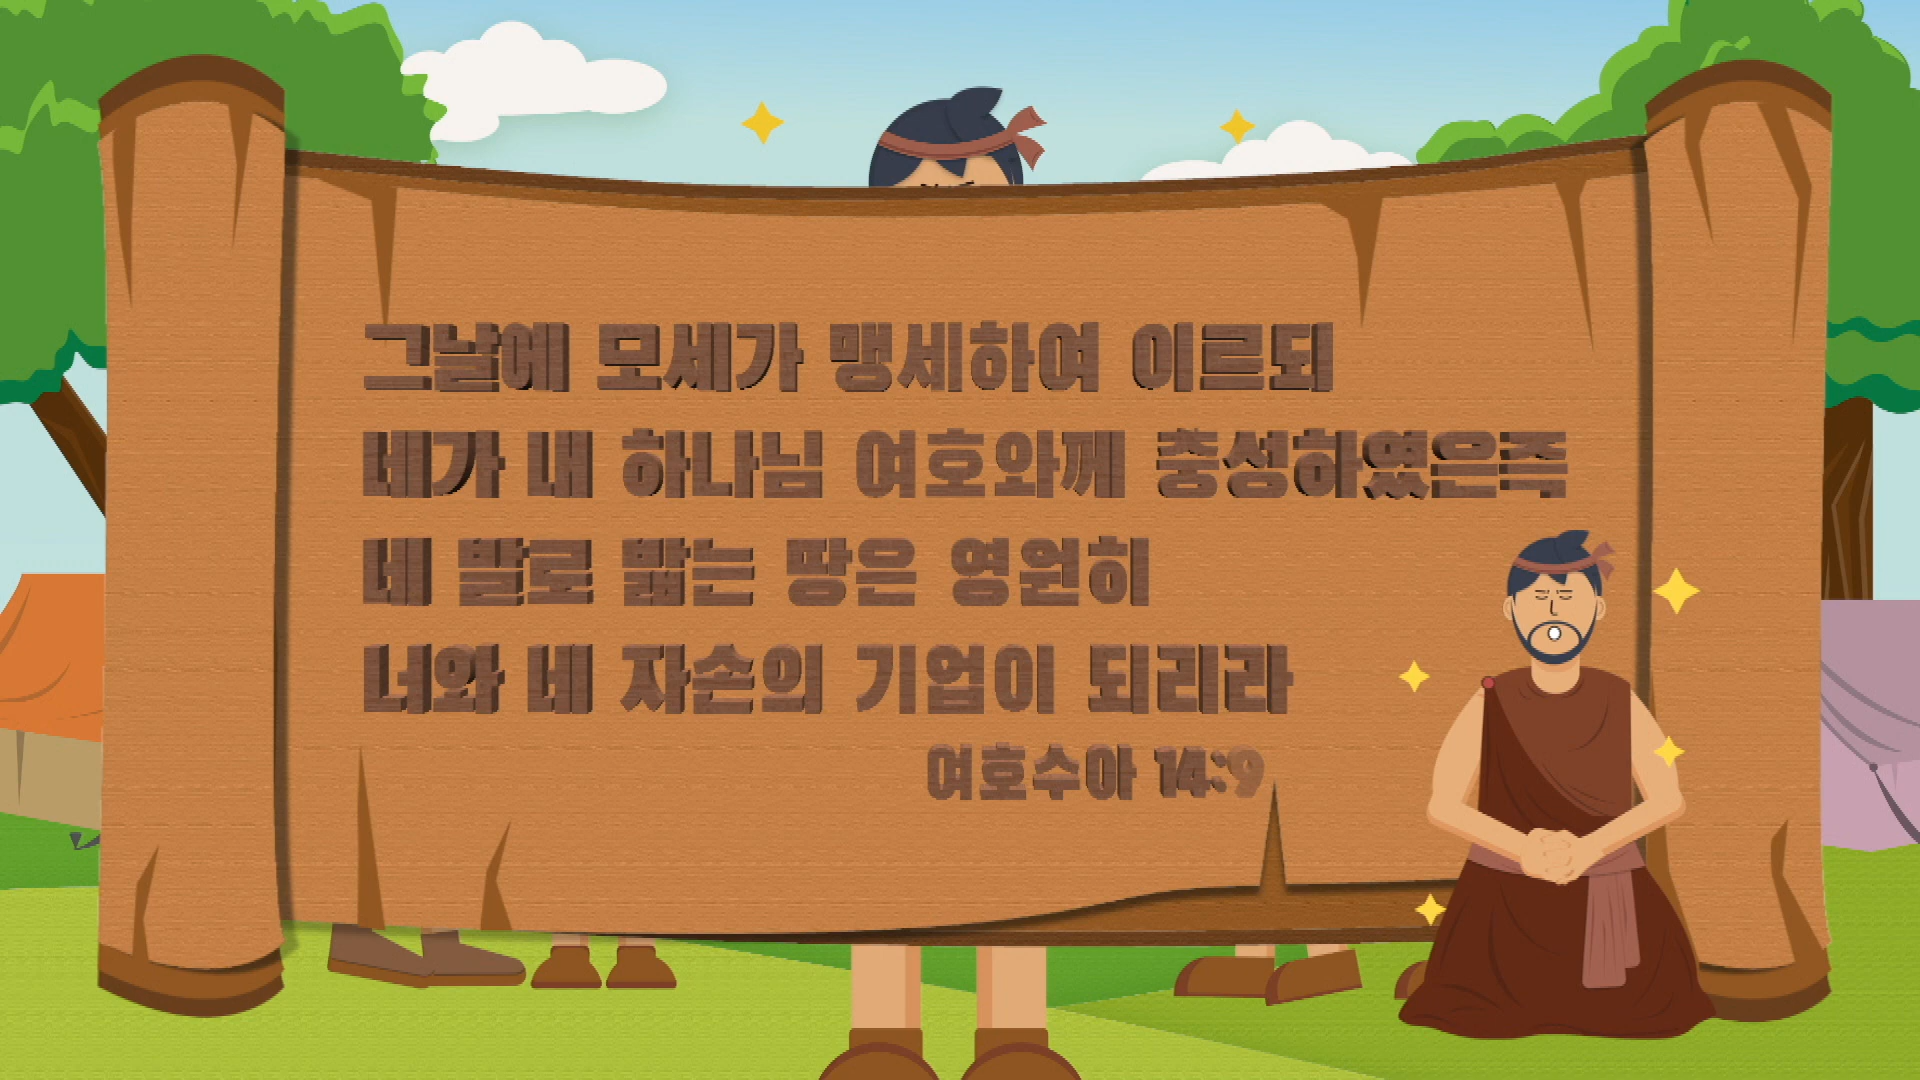 그날에 모세가 맹세하여 이르되
네가 내 하나님 여호와께 충성하였은즉
네 발로 밟는 땅은 영원히
너와 네 자손의 기업이 되리라
여호수아 14:9